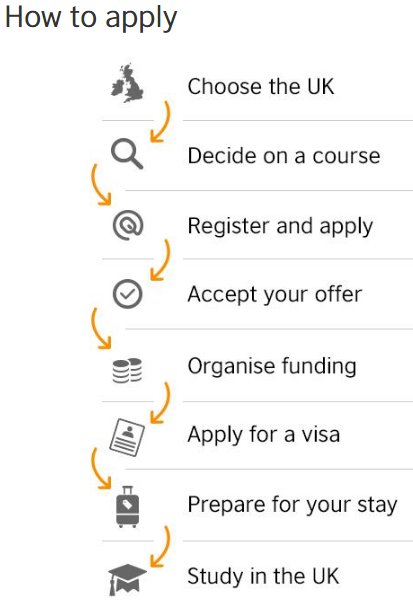 How to apply
Choose the UK
Decide on a course
Register and apply
Accept your offer
Organise funding
Apply for a visa
Prepare for your stay
Study in the UK